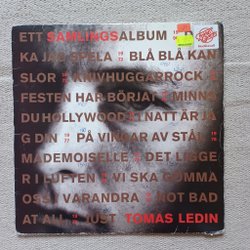 ETT SAMLINGSALBUM
KA JAG SPELA BLÅ BLÅ KAN
SLOR KNIVHUGGARROCK
FESTEN HAR BÖRJAT MINNS
DU HOLLYWOOD I NATT ÄR JA
G DIN PÅ VINGAR AV STÅL
MADEMOISELLE DET LIGGE
R I LUFTEN VI SKA GÖMMA
OSS I VARANDRA NOT BAD
AT ALL JUST TOMAS LEDIN